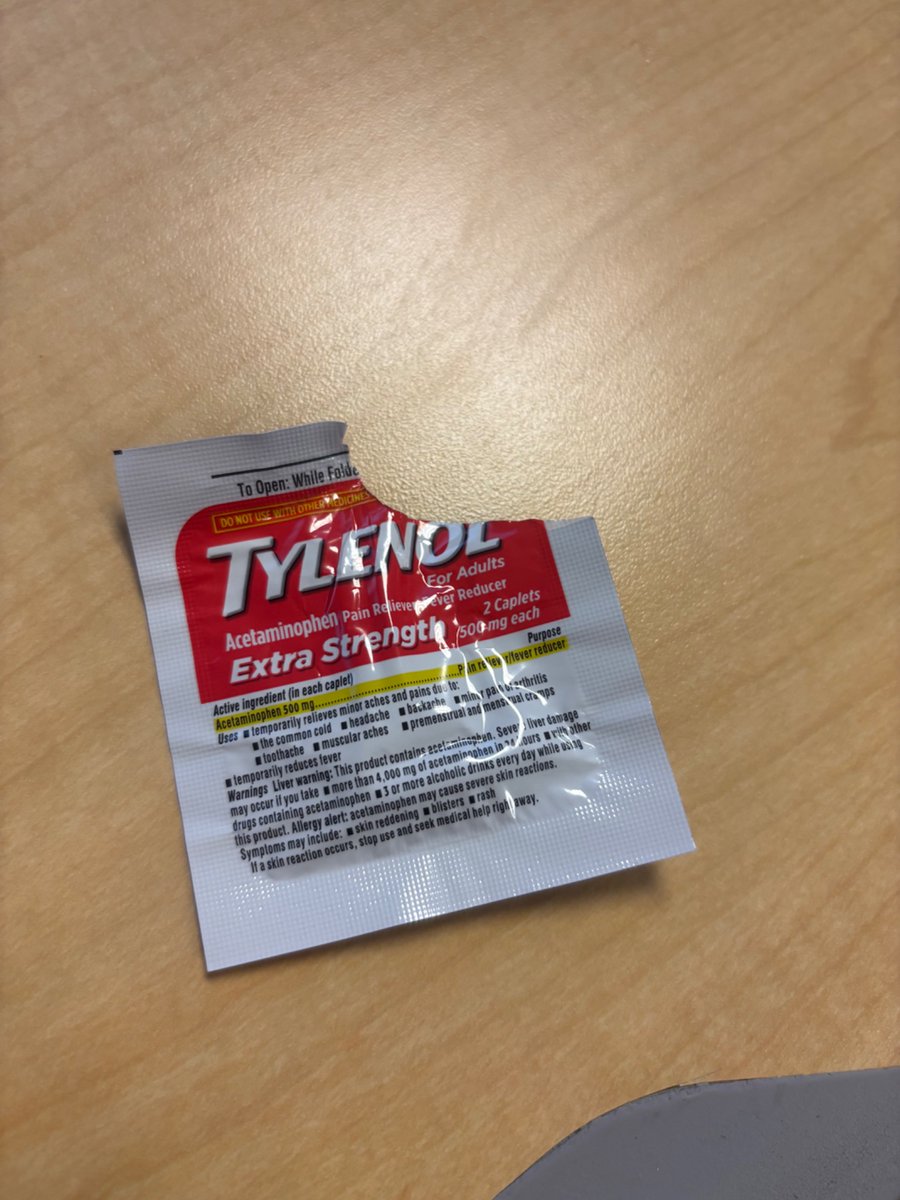 To Open: While Folde
DO NOT USE WITH OTHER MEDICINE
TYLENOL
For Adults
Acetaminophen Pain Reliever/Fever Reducer
Extra Strength
2 Caplets
500 mg each
Active ingredient (in each caplet) Purpose
Acetaminophen 500 mg....................................Pain reliever/fever reducer
Uses ■ temporarily relieves minor aches and pains due to:
■ the common cold ■ headache ■ backache ■ minor pain of arthritis
■ toothache ■ muscular aches ■ premenstrual and menstrual cramps
■ temporarily reduces fever
Warnings Liver warning: This product contains acetaminophen. Severe liver damage
may occur if you take ■ more than 4,000 mg of acetaminophen in 24 hours ■ with other
drugs containing acetaminophen ■ 3 or more alcoholic drinks every day while using
this product. Allergy alert: acetaminophen may cause severe skin reactions.
Symptoms may include: ■ skin reddening ■ blisters ■ rash
If a skin reaction occurs, stop use and seek medical help right away.